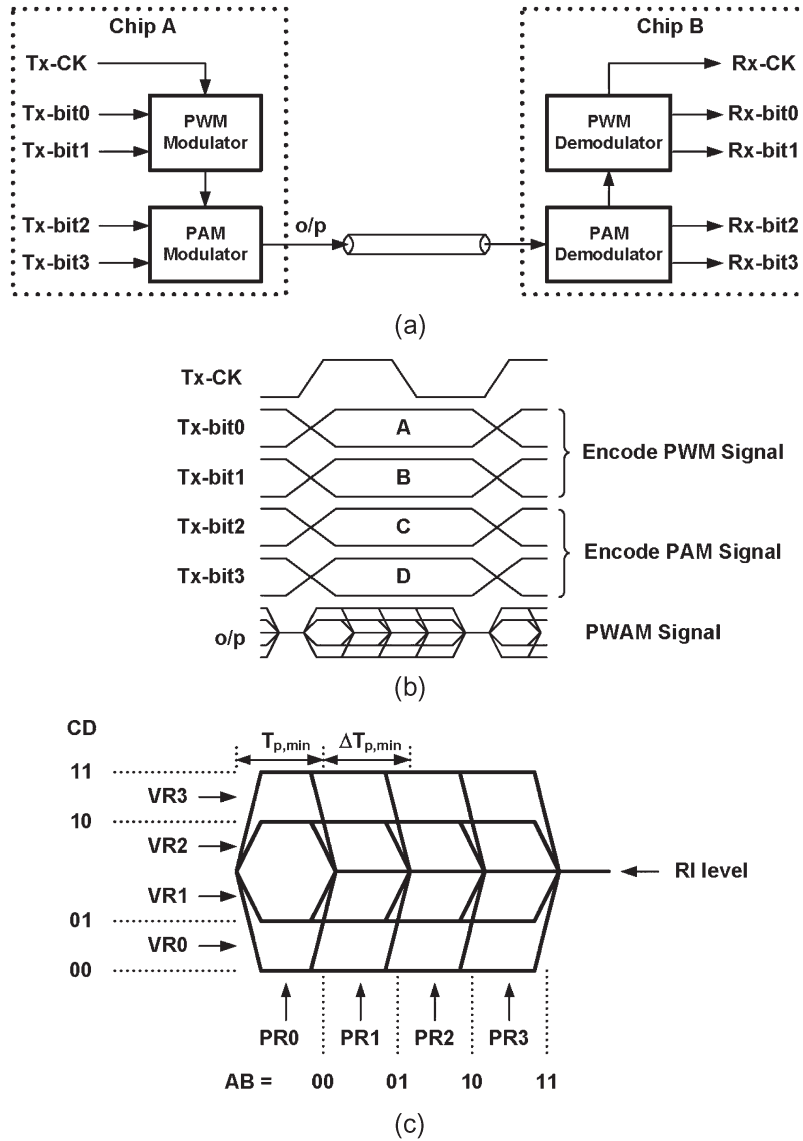 Chip A
Chip B
Tx-CK
Rx-CK
Tx-bit0
Tx-bit1
PWM
Modulator
PWM
Demodulator
Rx-bit0
Rx-bit1
Tx-bit2
Tx-bit3
PAM
Modulator
o/p
PAM
Demodulator
Rx-bit2
Rx-bit3
(a)
Tx-CK
Tx-bit0
A
Tx-bit1
B
Encode PWM Signal
Tx-bit2
C
Tx-bit3
D
Encode PAM Signal
o/p
PWAM Signal
(b)
CD
Tp,min
ΔTp,min
11
VR3
10
VR2
RI level
VR1
01
VR0
00
PR0
PR1
PR2
PR3
AB =
00
01
10
11
(c)